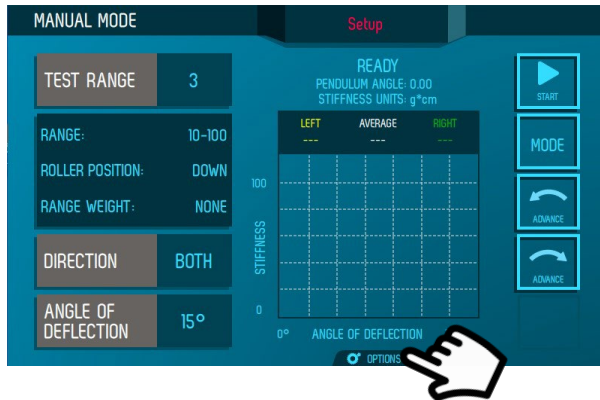 MANUAL MODE
Setup
TEST RANGE 3
RANGE: 10-100
ROLLER POSITION: DOWN
RANGE WEIGHT: NONE
DIRECTION BOTH
ANGLE OF
DEFLECTION 15°
READY
PENDULUM ANGLE: 0.00
STIFFNESS UNITS: g*cm
LEFT AVERAGE RIGHT
--- --- ---
100
STIFFNESS
0
0° ANGLE OF DEFLECTION
OPTIONS
START
MODE
ADVANCE
ADVANCE